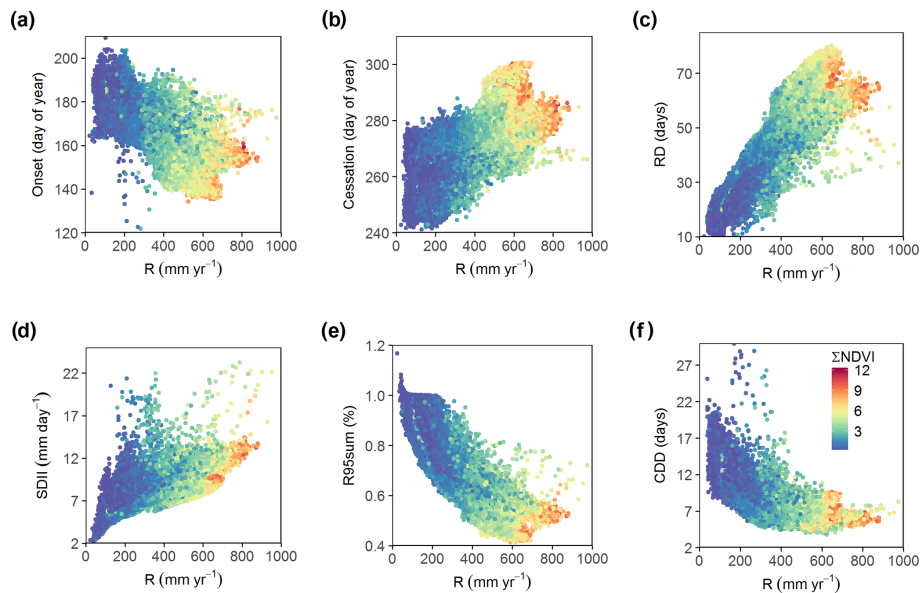 (a)
200
180
160
140
120
Onset (day of year)
0 200 400 600 800 1000
R (mm yr⁻¹)
(b)
300
280
260
240
Cessation (day of year)
0 200 400 600 800 1000
R (mm yr⁻¹)
(c)
70
50
30
10
RD (days)
0 200 400 600 800 1000
R (mm yr⁻¹)
(d)
22
17
12
7
2
SDII (mm day⁻¹)
0 200 400 600 800 1000
R (mm yr⁻¹)
(e)
1.2
1.0
0.8
0.6
0.4
R95sum (%)
0 200 400 600 800 1000
R (mm yr⁻¹)
(f)
27
22
17
12
7
2
CDD (days)
0 200 400 600 800 1000
R (mm yr⁻¹)
ΣNDVI
12
9
6
3